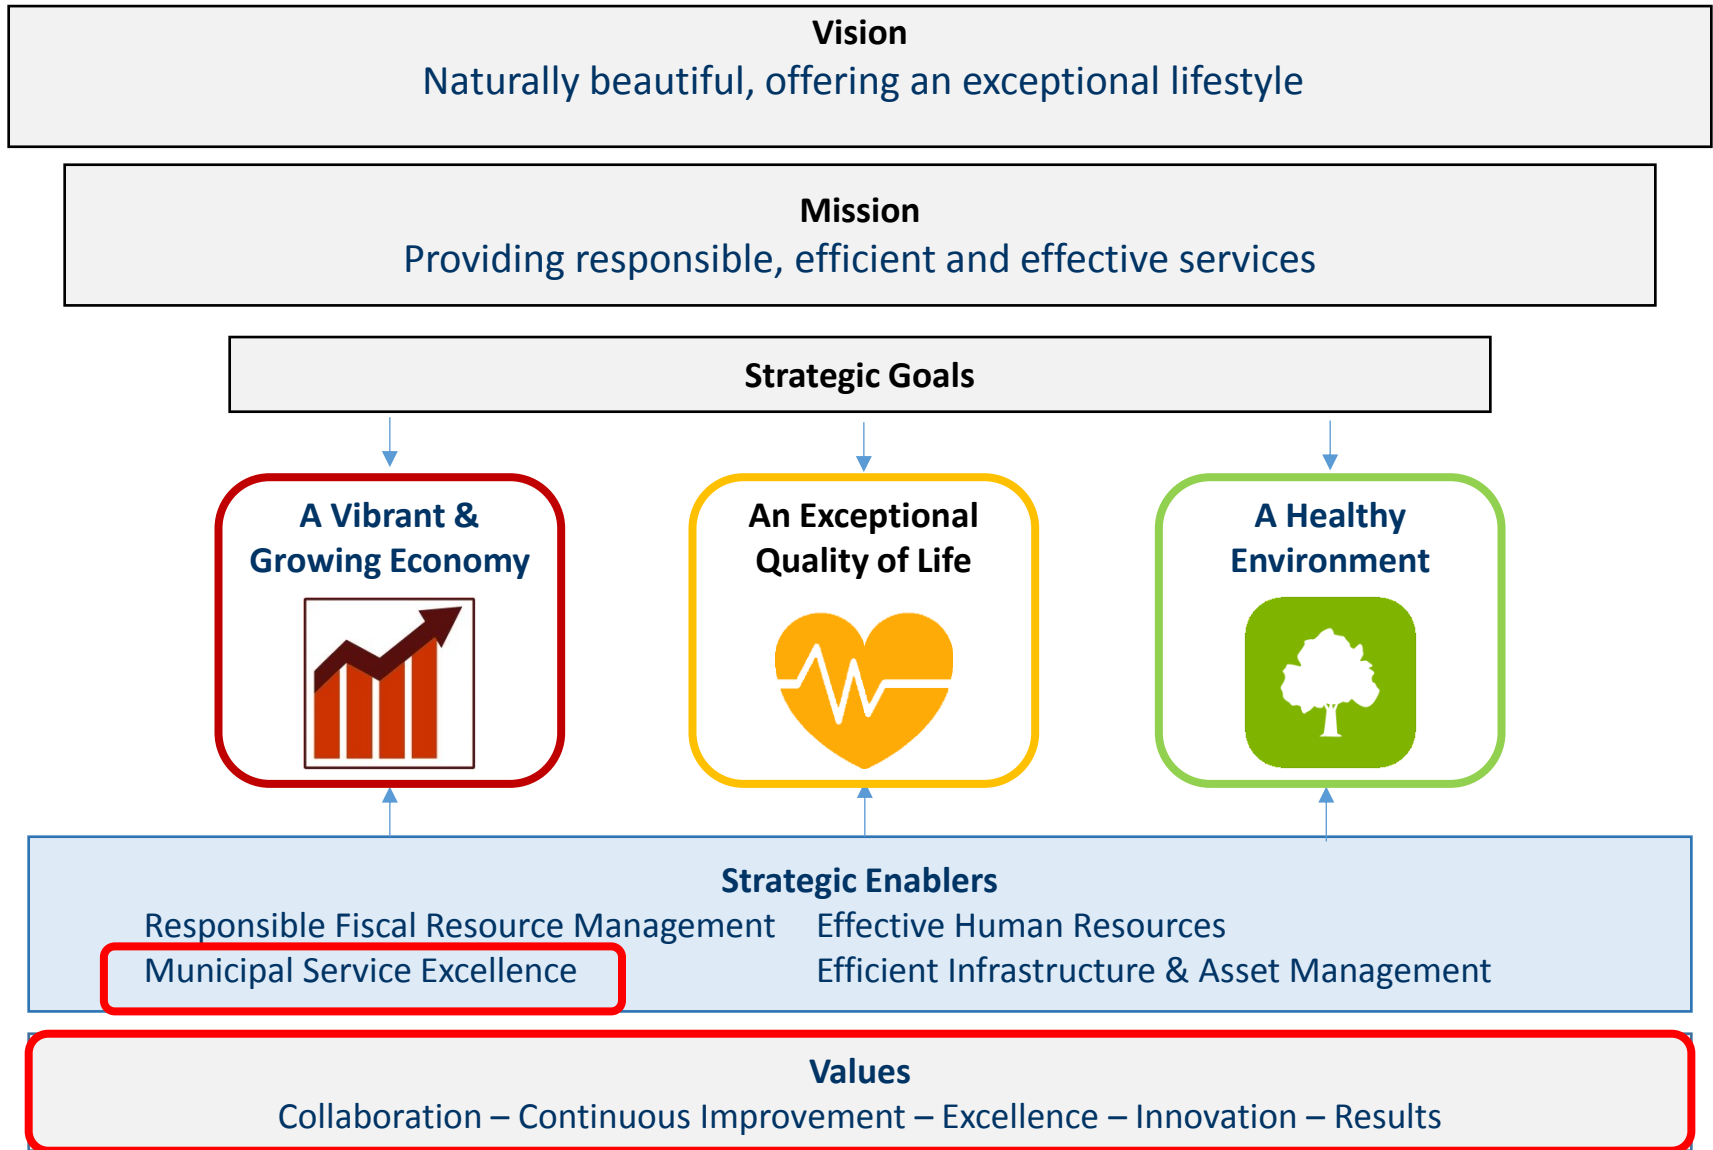 Vision
Naturally beautiful, offering an exceptional lifestyle
Mission
Providing responsible, efficient and effective services
Strategic Goals
A Vibrant &
Growing Economy
An Exceptional
Quality of Life
A Healthy
Environment
Strategic Enablers
Responsible Fiscal Resource Management
Effective Human Resources
Municipal Service Excellence
Efficient Infrastructure & Asset Management
Values
Collaboration – Continuous Improvement – Excellence – Innovation – Results